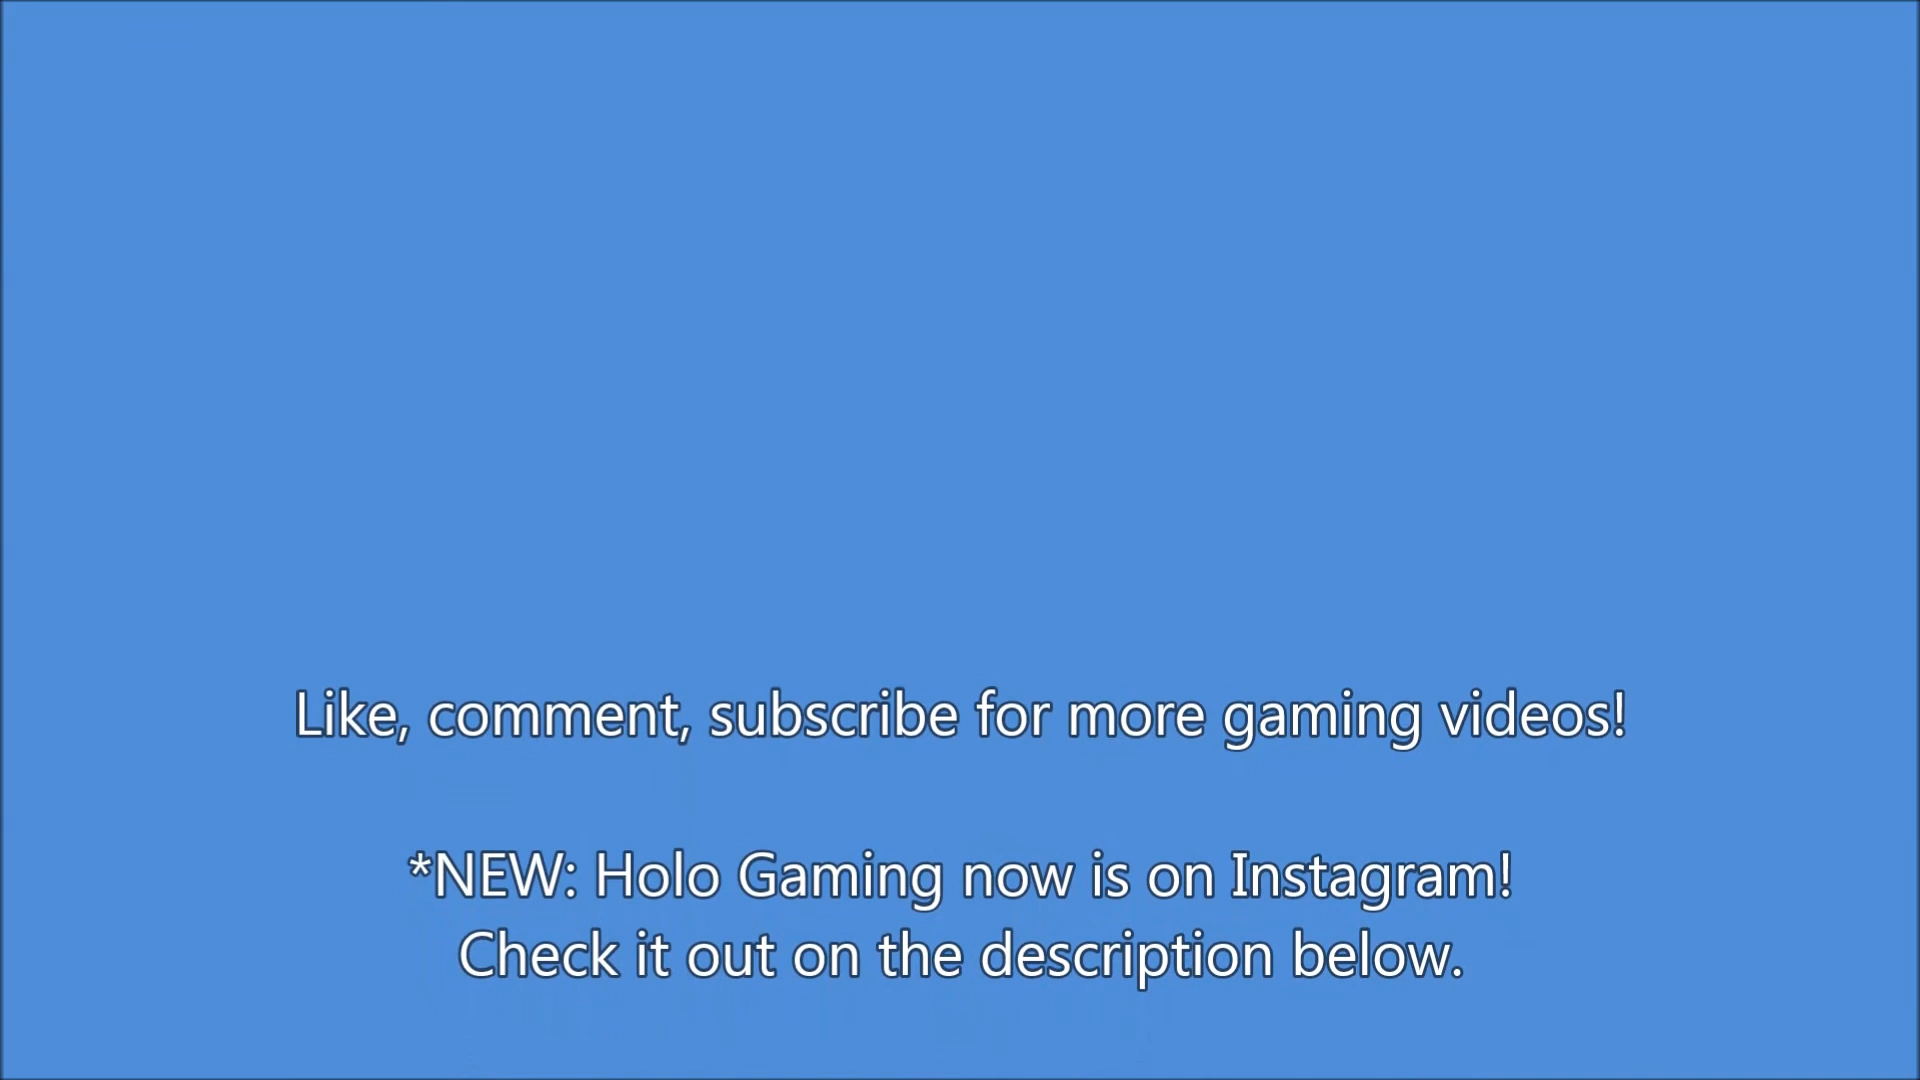 Like, comment, subscribe for more gaming videos!
*NEW: Holo Gaming now is on Instagram!
Check it out on the description below.